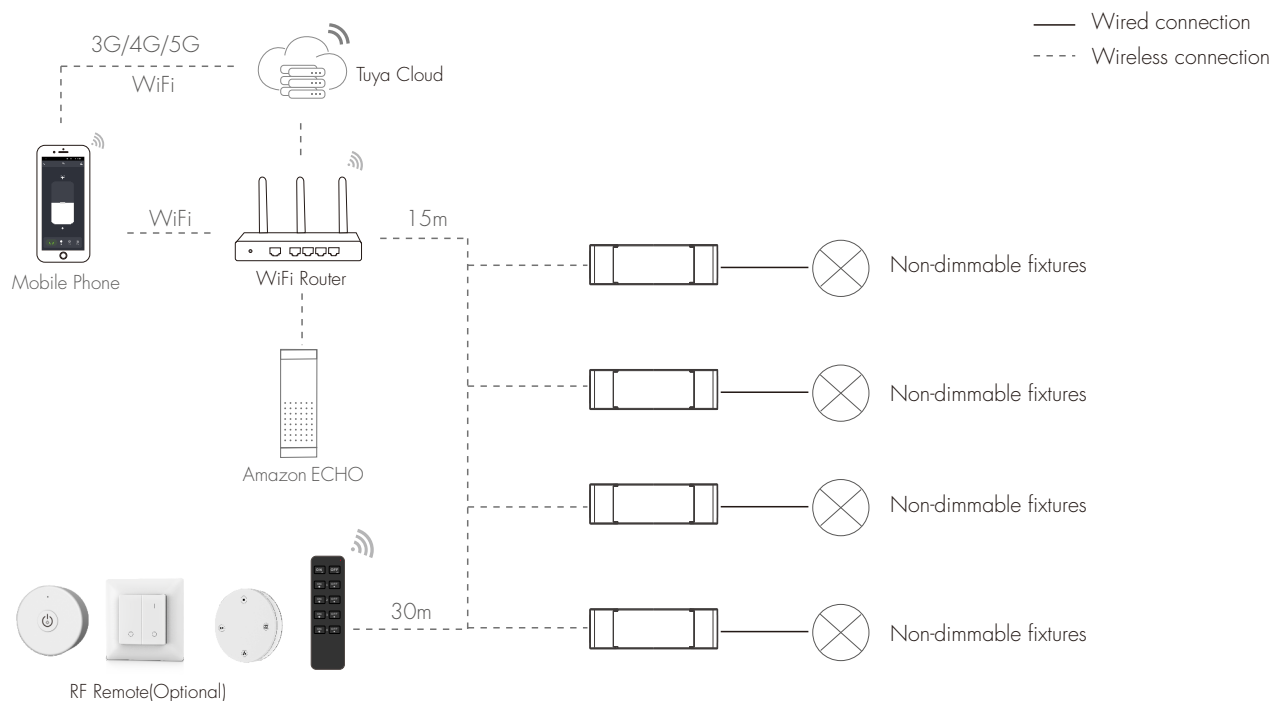 Wired connection
Wireless connection
3G/4G/5G
WiFi
Tuya Cloud
WiFi
15m
Mobile Phone
WiFi Router
Non-dimmable fixtures
Non-dimmable fixtures
Amazon ECHO
Non-dimmable fixtures
30m
Non-dimmable fixtures
RF Remote(Optional)